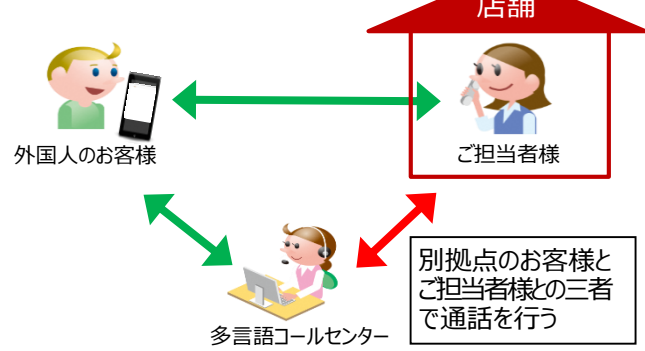 店舗
外国人のお客様
ご担当者様
別拠点のお客様と
ご担当者様との三者
で通話を行う
多言語コールセンター